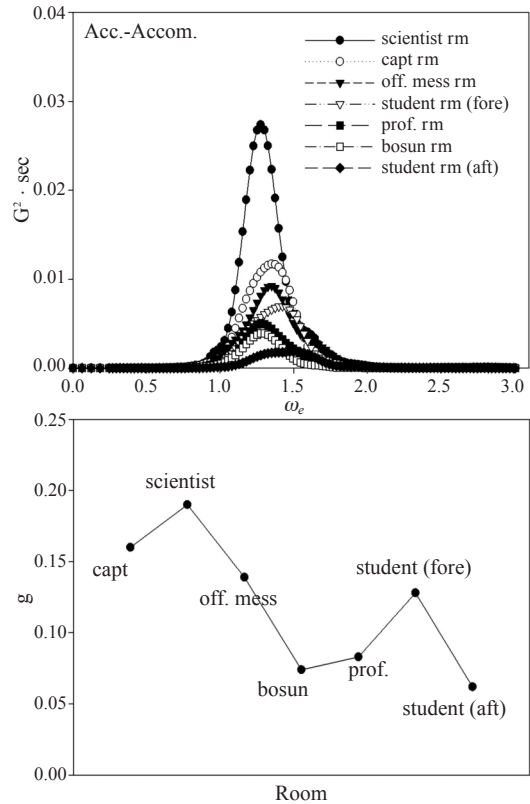 Acc.-Accom.
scientist rm
capt rm
off. mess rm
student rm (fore)
prof. rm
bosun rm
student rm (aft)
0.04
0.03
0.02
0.01
0.00
G² · sec
0.0 0.5 1.0 1.5 2.0 2.5 3.0
ωe
0.25
0.20
0.15
0.10
0.05
0.00
g
scientist
capt
off. mess
bosun
prof.
student (fore)
student (aft)
Room